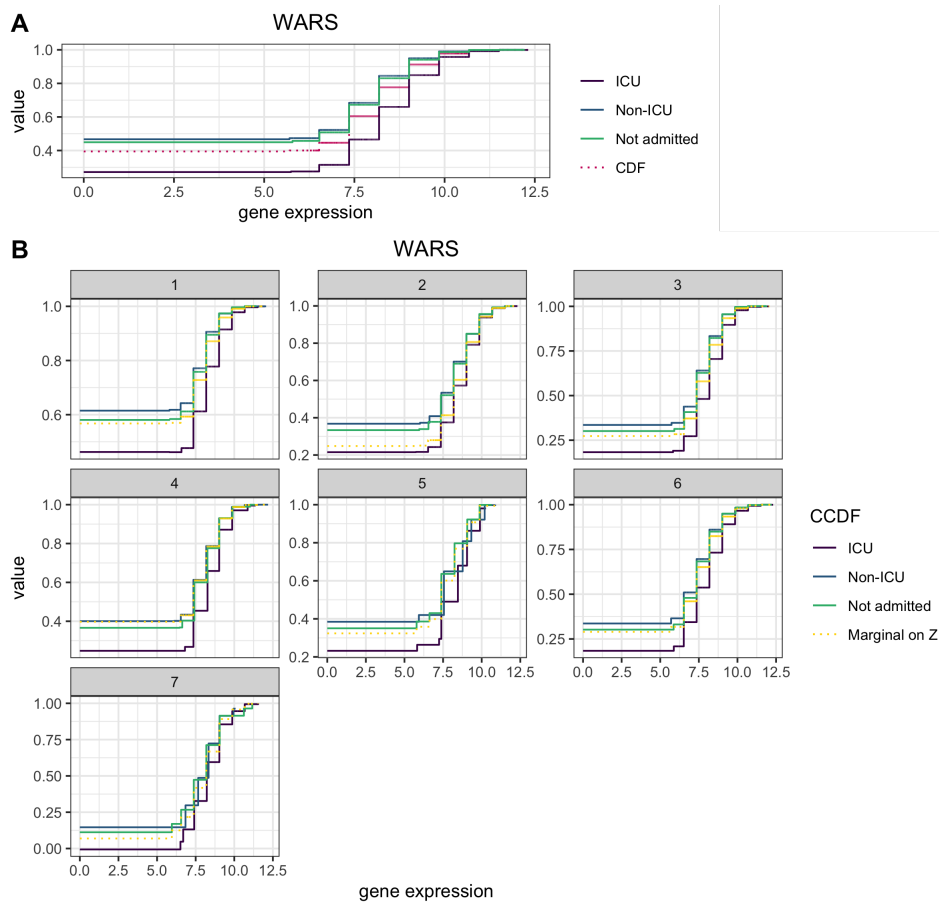 A
WARS
value
1.0
0.8
0.6
0.4
0.0 2.5 5.0 7.5 10.0 12.5
gene expression
ICU
Non-ICU
Not admitted
CDF
B
WARS
value
1
1.0
0.8
0.6
2
1.0
0.8
0.6
0.4
0.2
3
1.00
0.75
0.50
0.25
4
1.0
0.8
0.6
0.4
5
1.0
0.8
0.6
0.4
0.2
0.0 2.5 5.0 7.5 10.0 12.5
6
1.00
0.75
0.50
0.25
0.0 2.5 5.0 7.5 10.0 12.5
7
1.00
0.75
0.50
0.25
0.00
0.0 2.5 5.0 7.5 10.0 12.5
gene expression
CCDF
ICU
Non-ICU
Not admitted
Marginal on Z